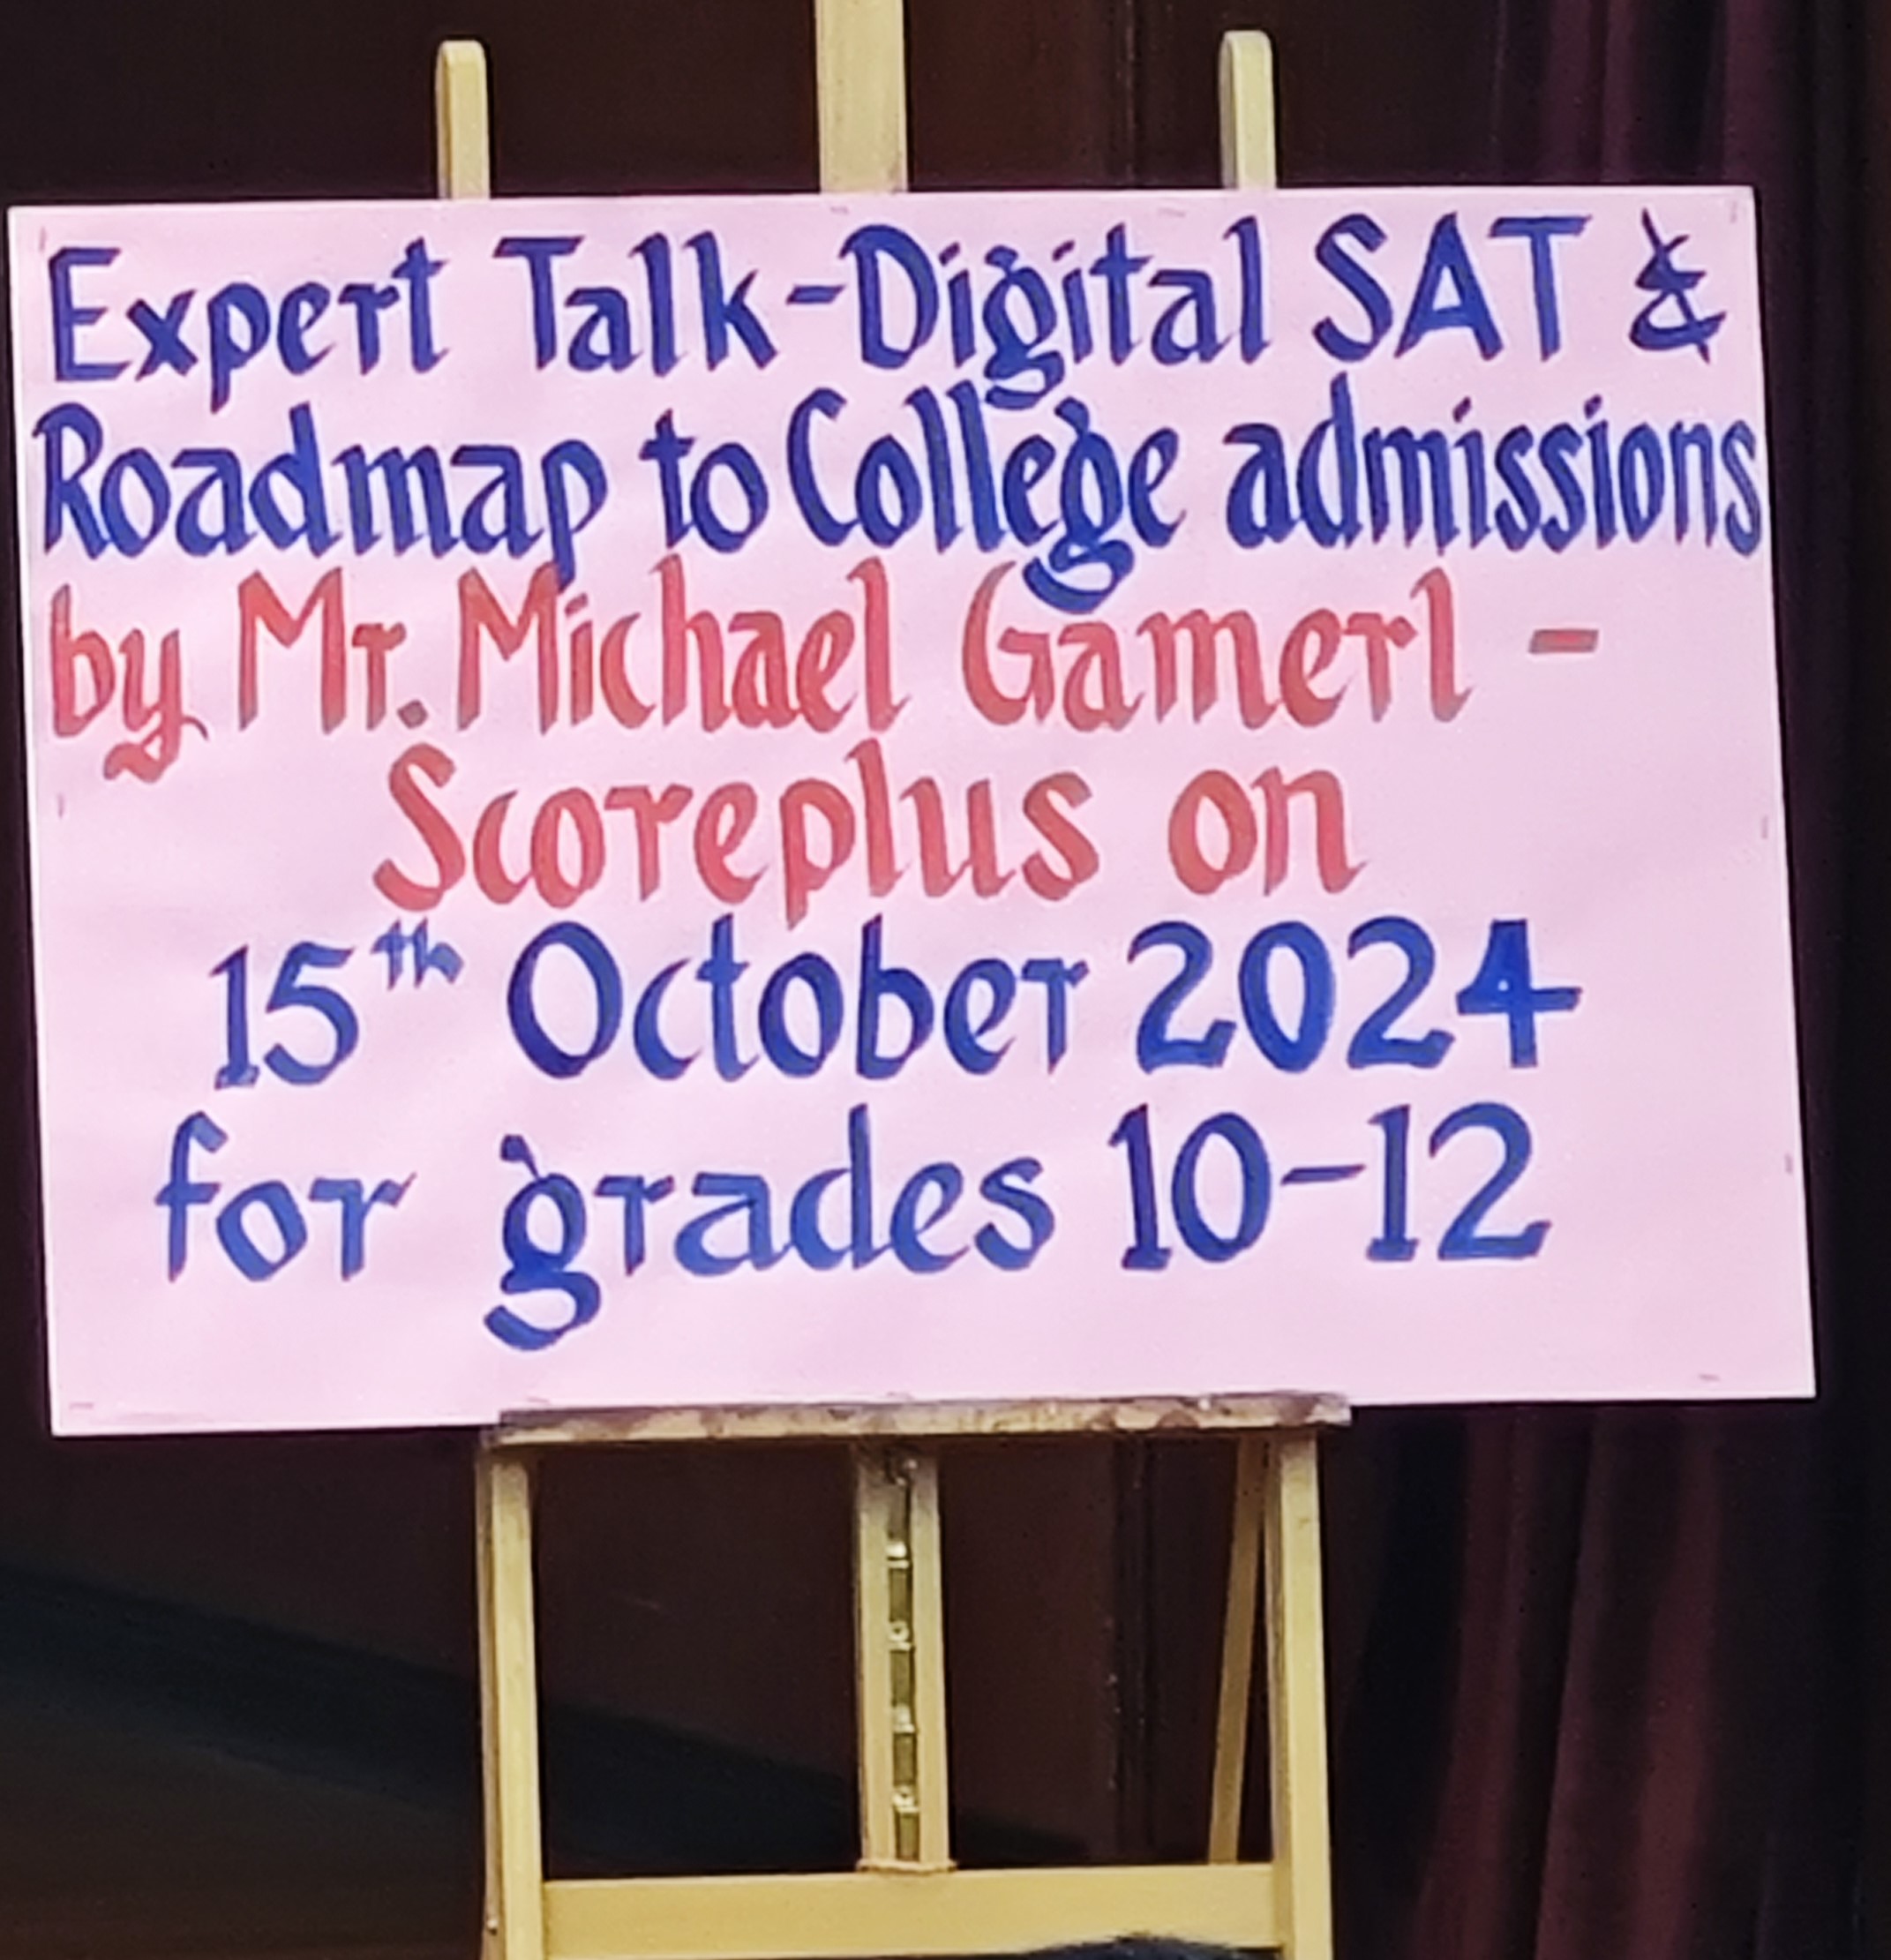 Expert Talk-Digital SAT &
Roadmap to College admissions
by Mr. Michael Gamerl -
Scoreplus on
15th October 2024
for grades 10-12